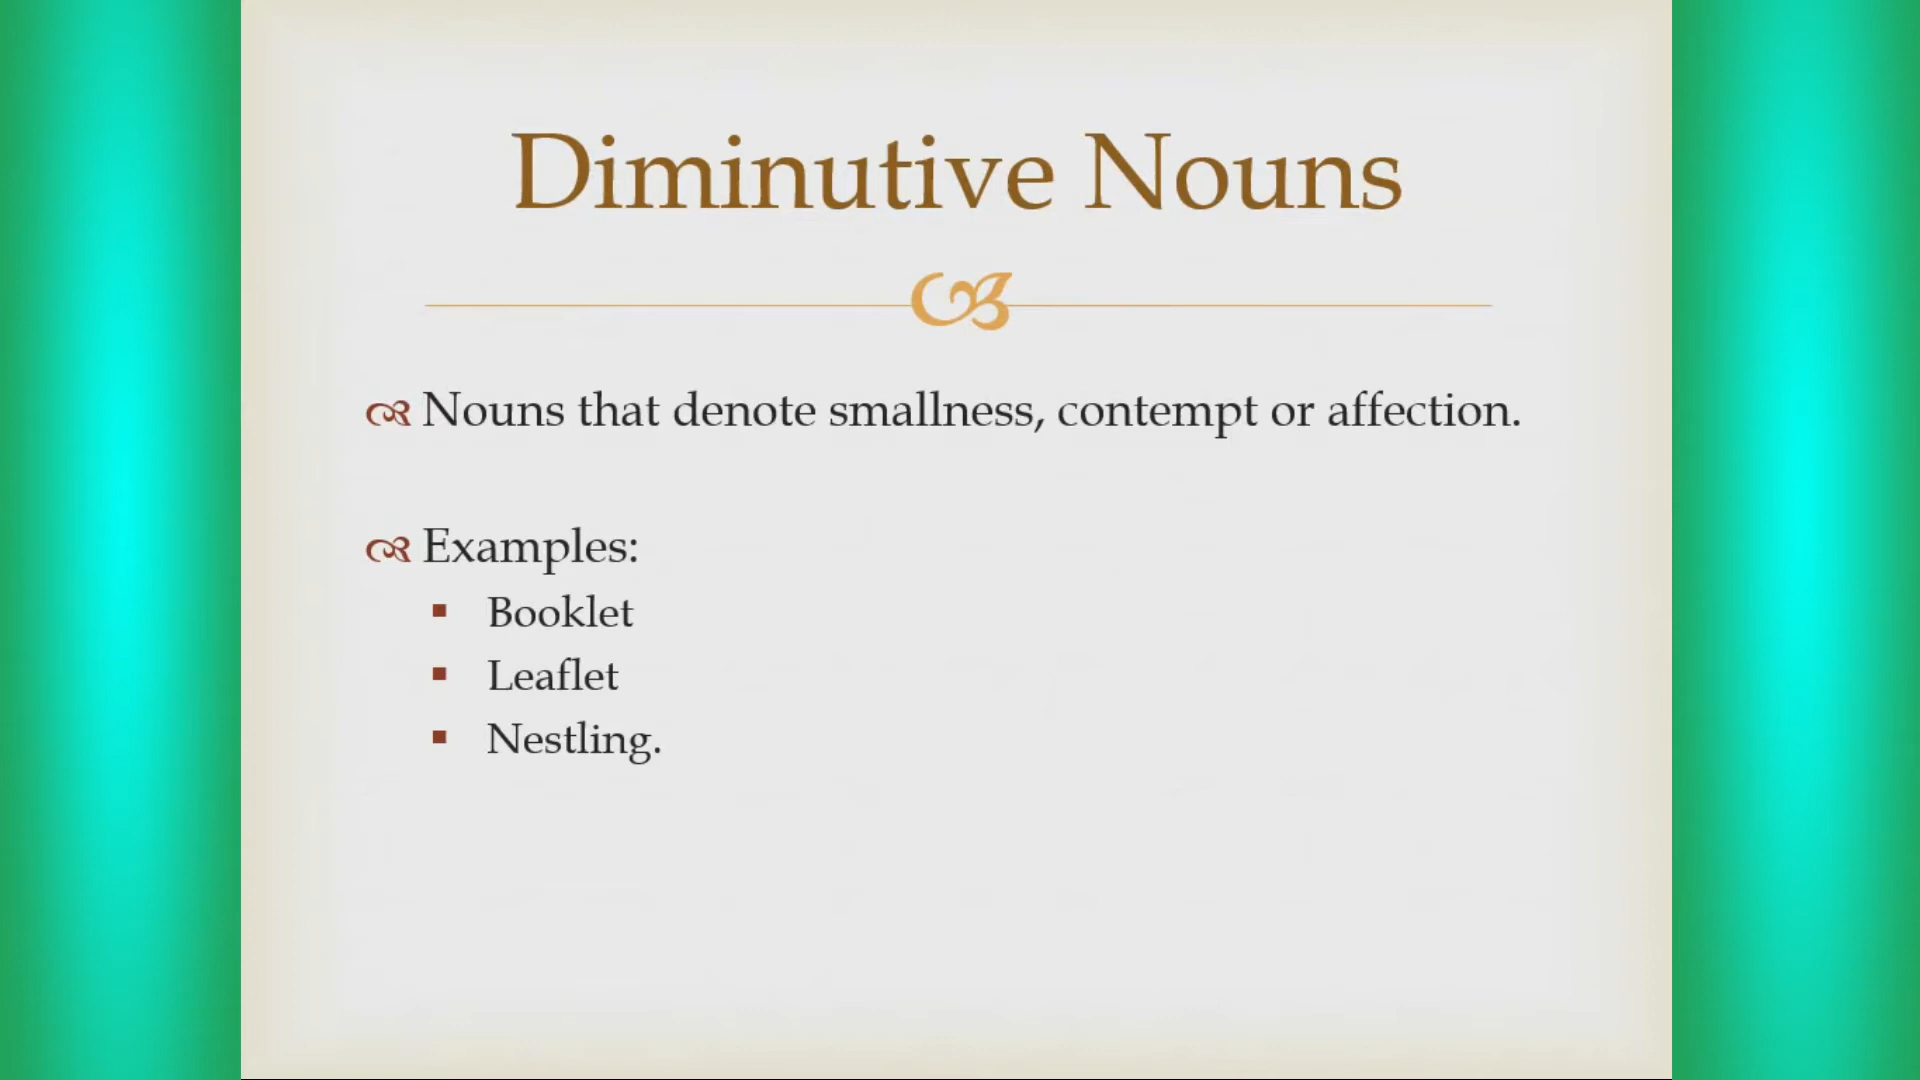 Diminutive Nouns
Nouns that denote smallness, contempt or affection.
Examples:
Booklet
Leaflet
Nestling.